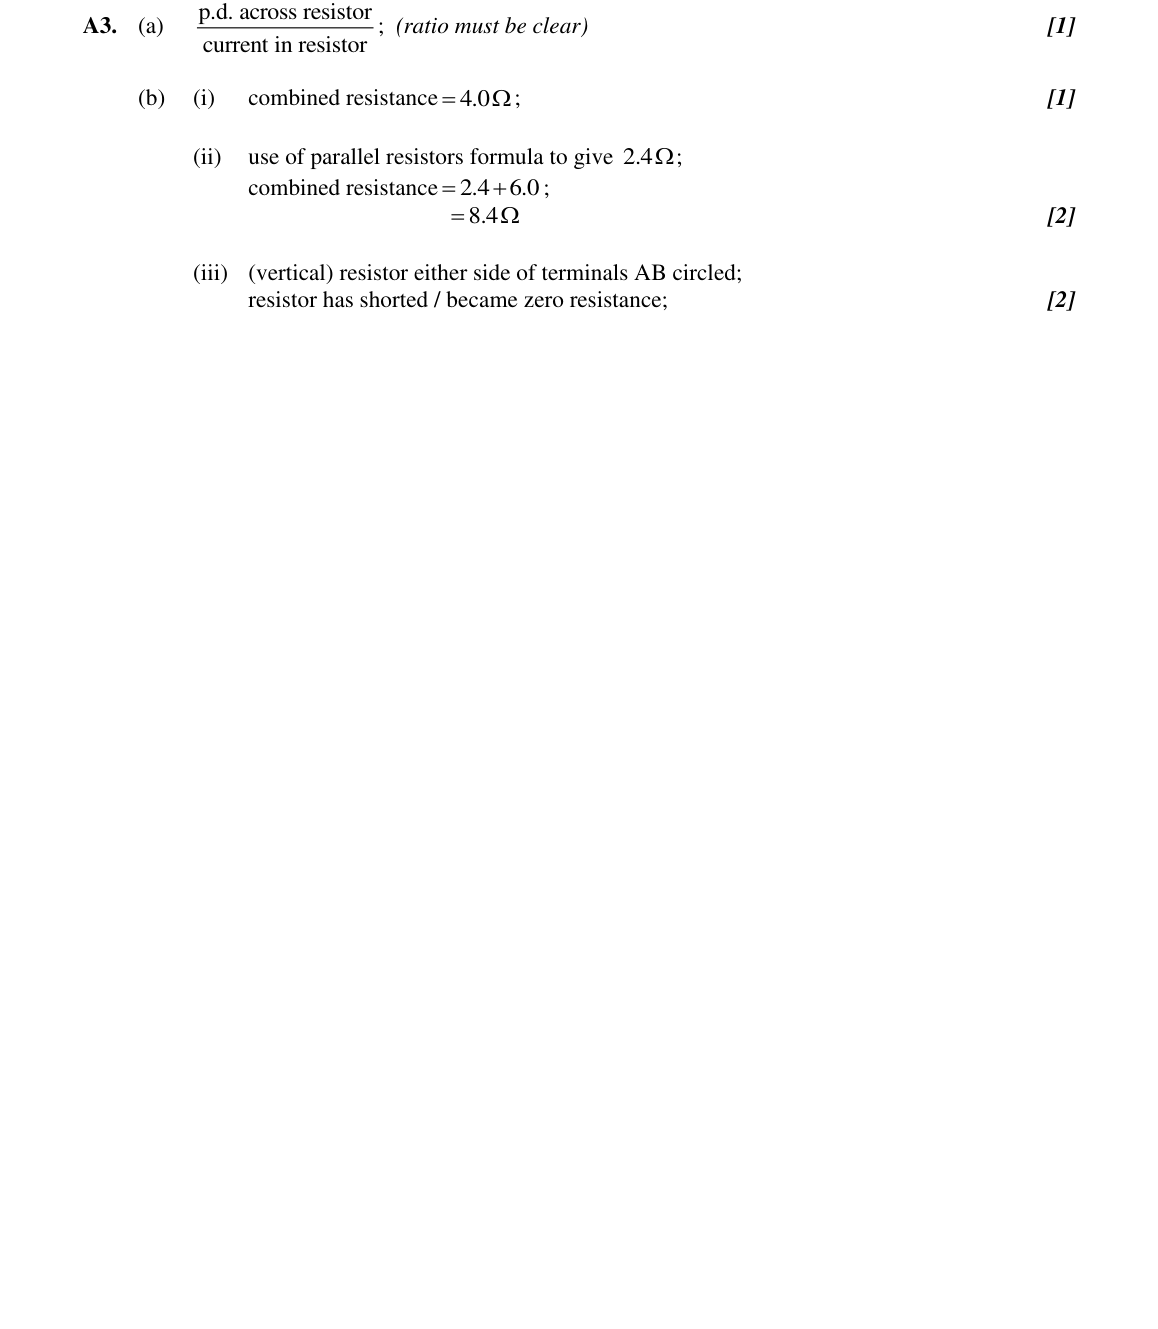 A3. (a) p.d. across resistor / current in resistor ; (ratio must be clear) [1]
(b) (i) combined resistance = 4.0Ω ; [1]
(ii) use of parallel resistors formula to give 2.4Ω ;
combined resistance = 2.4 + 6.0 ;
= 8.4Ω [2]
(iii) (vertical) resistor either side of terminals AB circled;
resistor has shorted / became zero resistance; [2]